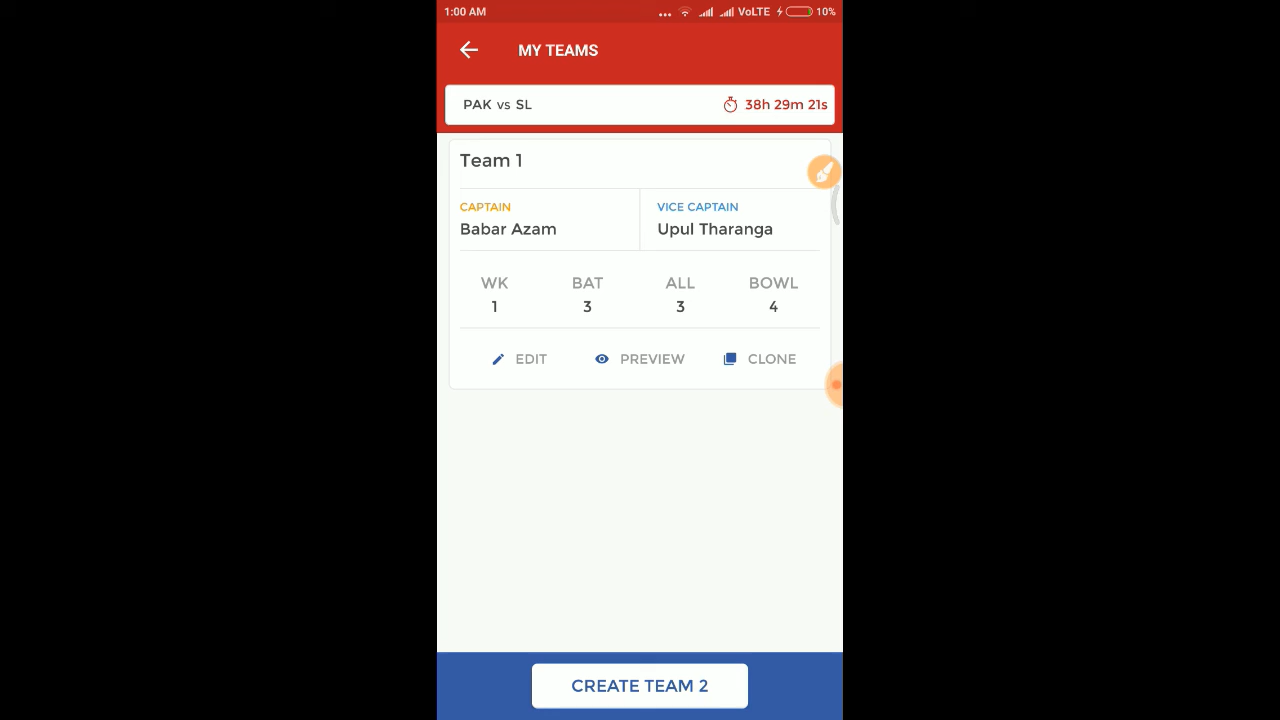 1:00 AM ... VoLTE 10%
MY TEAMS
PAK vs SL 38h 29m 21s
Team 1
CAPTAIN VICE CAPTAIN
Babar Azam Upul Tharanga
WK BAT ALL BOWL
1 3 3 4
EDIT PREVIEW CLONE
CREATE TEAM 2